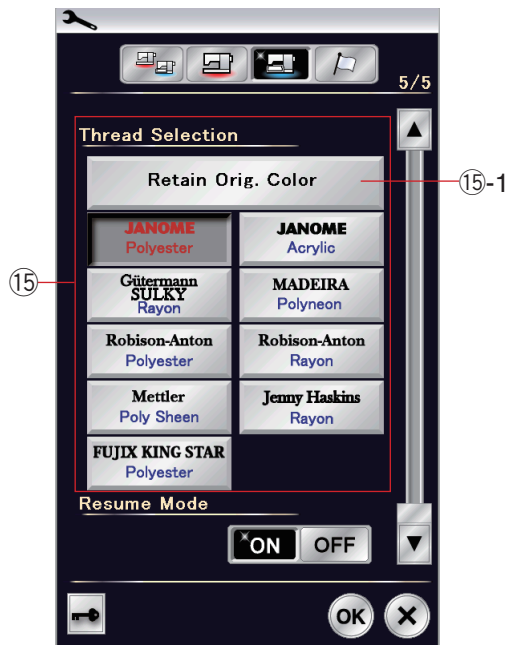 5/5
Thread Selection
Retain Orig. Color
⑮-1
⑮
JANOME
Polyester
JANOME
Acrylic
Gütermann
SULKY
Rayon
MADEIRA
Polyneon
Robison-Anton
Polyester
Robison-Anton
Rayon
Mettler
Poly Sheen
Jenny Haskins
Rayon
FUJIX KING STAR
Polyester
Resume Mode
ON
OFF
OK